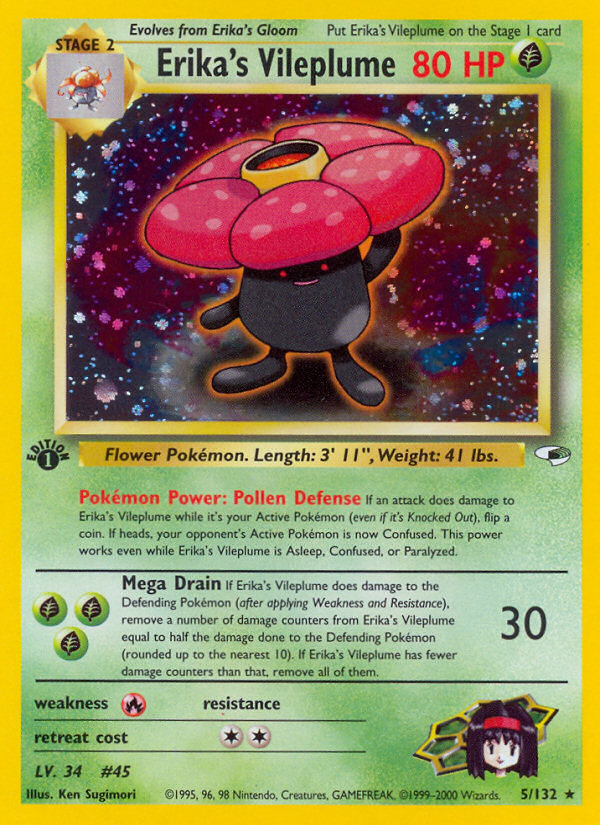 Evolves from Erika's Gloom Put Erika's Vileplume on the Stage 1 card
STAGE 2
Erika's Vileplume 80 HP
EDITION
1
Flower Pokémon. Length: 3' 11", Weight: 41 lbs.
Pokémon Power: Pollen Defense If an attack does damage to
Erika's Vileplume while it's your Active Pokémon (even if it's Knocked Out), flip a
coin. If heads, your opponent's Active Pokémon is now Confused. This power
works even while Erika's Vileplume is Asleep, Confused, or Paralyzed.
Mega Drain If Erika's Vileplume does damage to the
Defending Pokémon (after applying Weakness and Resistance),
remove a number of damage counters from Erika's Vileplume
equal to half the damage done to the Defending Pokémon
(rounded up to the nearest 10). If Erika's Vileplume has fewer
damage counters than that, remove all of them.
30
weakness resistance
retreat cost
LV. 34 #45
Illus. Ken Sugimori ©1995, 96, 98 Nintendo, Creatures, GAMEFREAK. ©1999–2000 Wizards. 5/132 ★